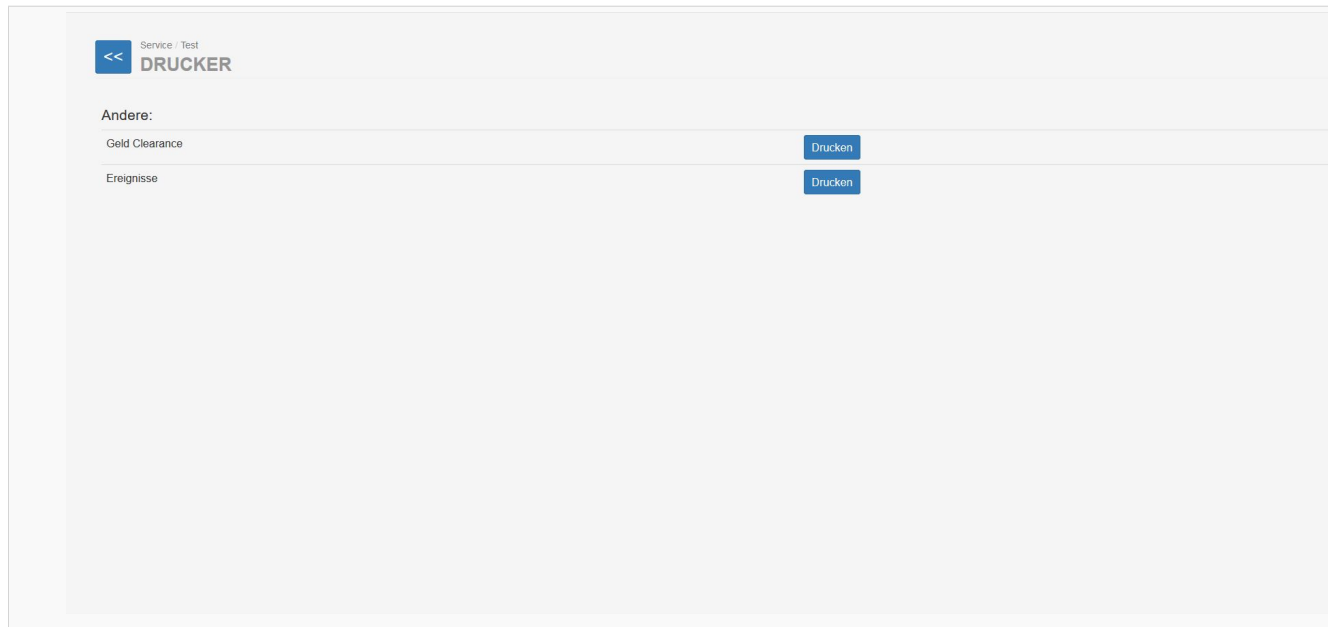 <<
Service / Test
DRUCKER
Andere:
Geld Clearance
Drucken
Ereignisse
Drucken